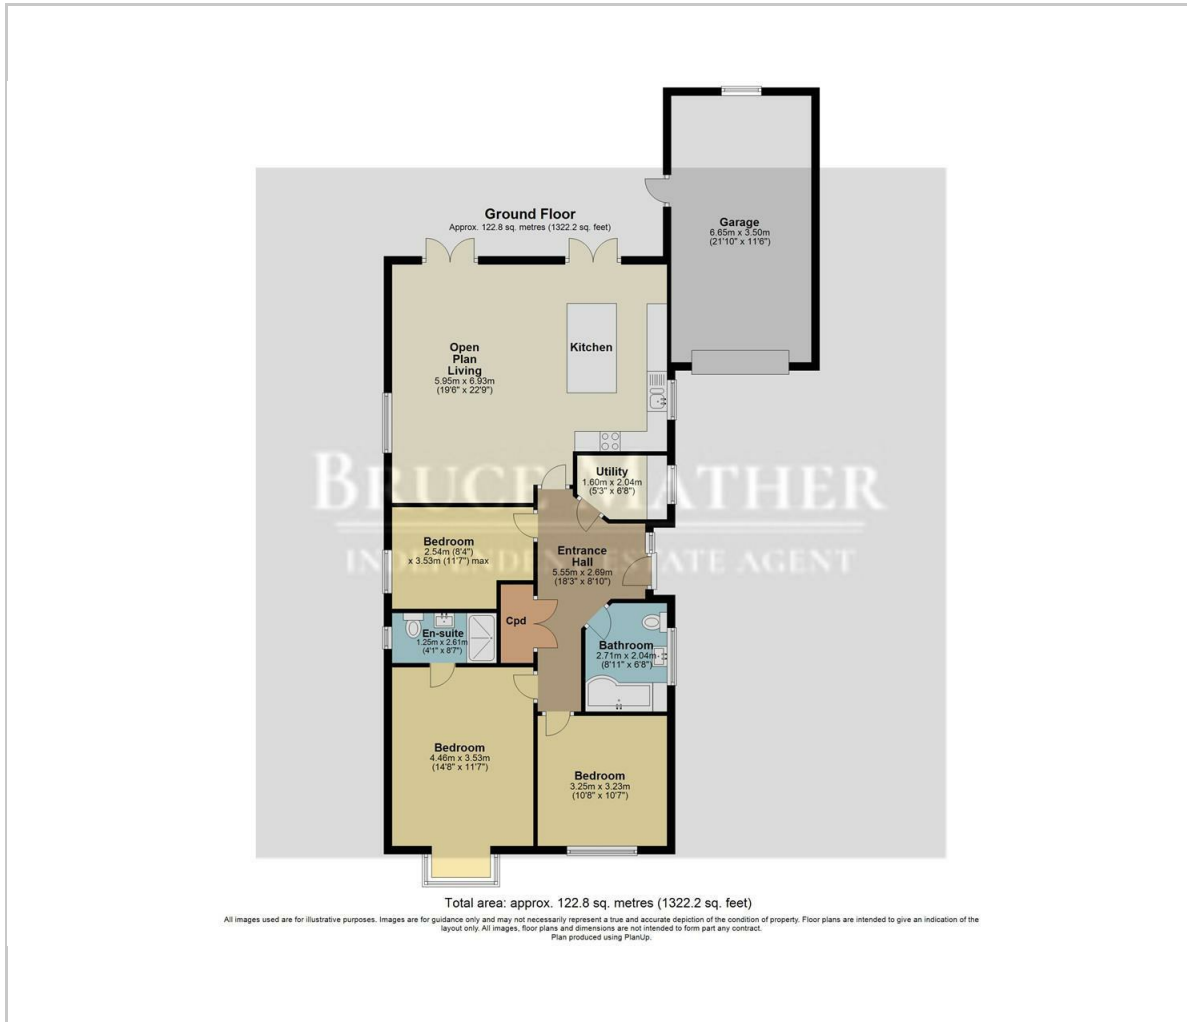 Ground Floor
Approx. 122.8 sq. metres (1322.2 sq. feet)
Garage
6.65m x 3.50m
(21'10" x 11'6")
Open
Plan
Living
5.95m x 6.93m
(19'6" x 22'9")
Kitchen
Utility
1.60m x 2.04m
(5'3" x 6'8")
BRUCE MATHER
INDEPENDENT ESTATE AGENT
Bedroom
2.54m (8'4")
x 3.53m (11'7") max
Entrance
Hall
5.55m x 2.69m
(18'3" x 8'10")
Cpd
En-suite
1.25m x 2.61m
(4'1" x 8'7")
Bathroom
2.71m x 2.04m
(8'11" x 6'8")
Bedroom
4.46m x 3.53m
(14'8" x 11'7")
Bedroom
3.25m x 3.23m
(10'8" x 10'7")
Total area: approx. 122.8 sq. metres (1322.2 sq. feet)
All images used are for illustrative purposes. Images are for guidance only and may not necessarily represent a true and accurate depiction of the condition of property. Floor plans are intended to give an indication of the
layout only. All images, floor plans and dimensions are not intended to form part any contract.
Plan produced using PlanUp.